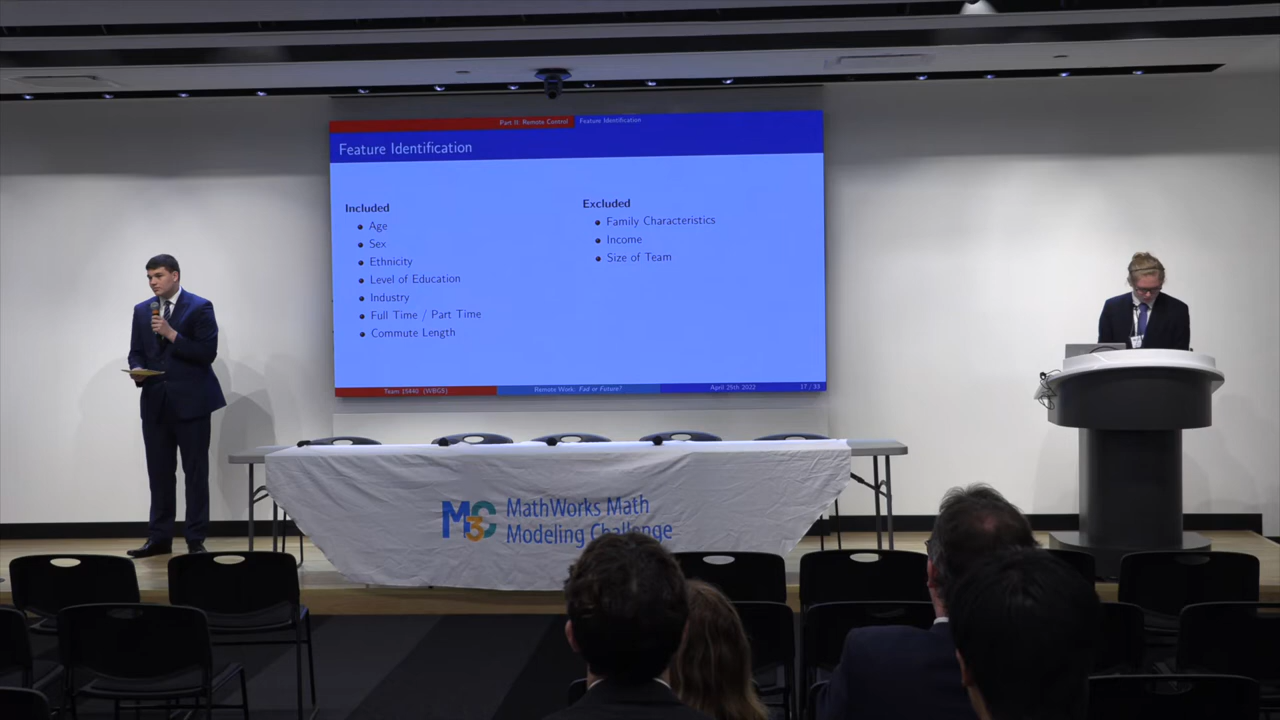 Part II: Remote Control Feature Identification
Feature Identification
Included
Age
Sex
Ethnicity
Level of Education
Industry
Full Time / Part Time
Commute Length
Excluded
Family Characteristics
Income
Size of Team
Team 15440 (WBGS) Remote Work: Fad or Future? April 25th 2022 17 / 33
M3C MathWorks Math
Modeling Challenge